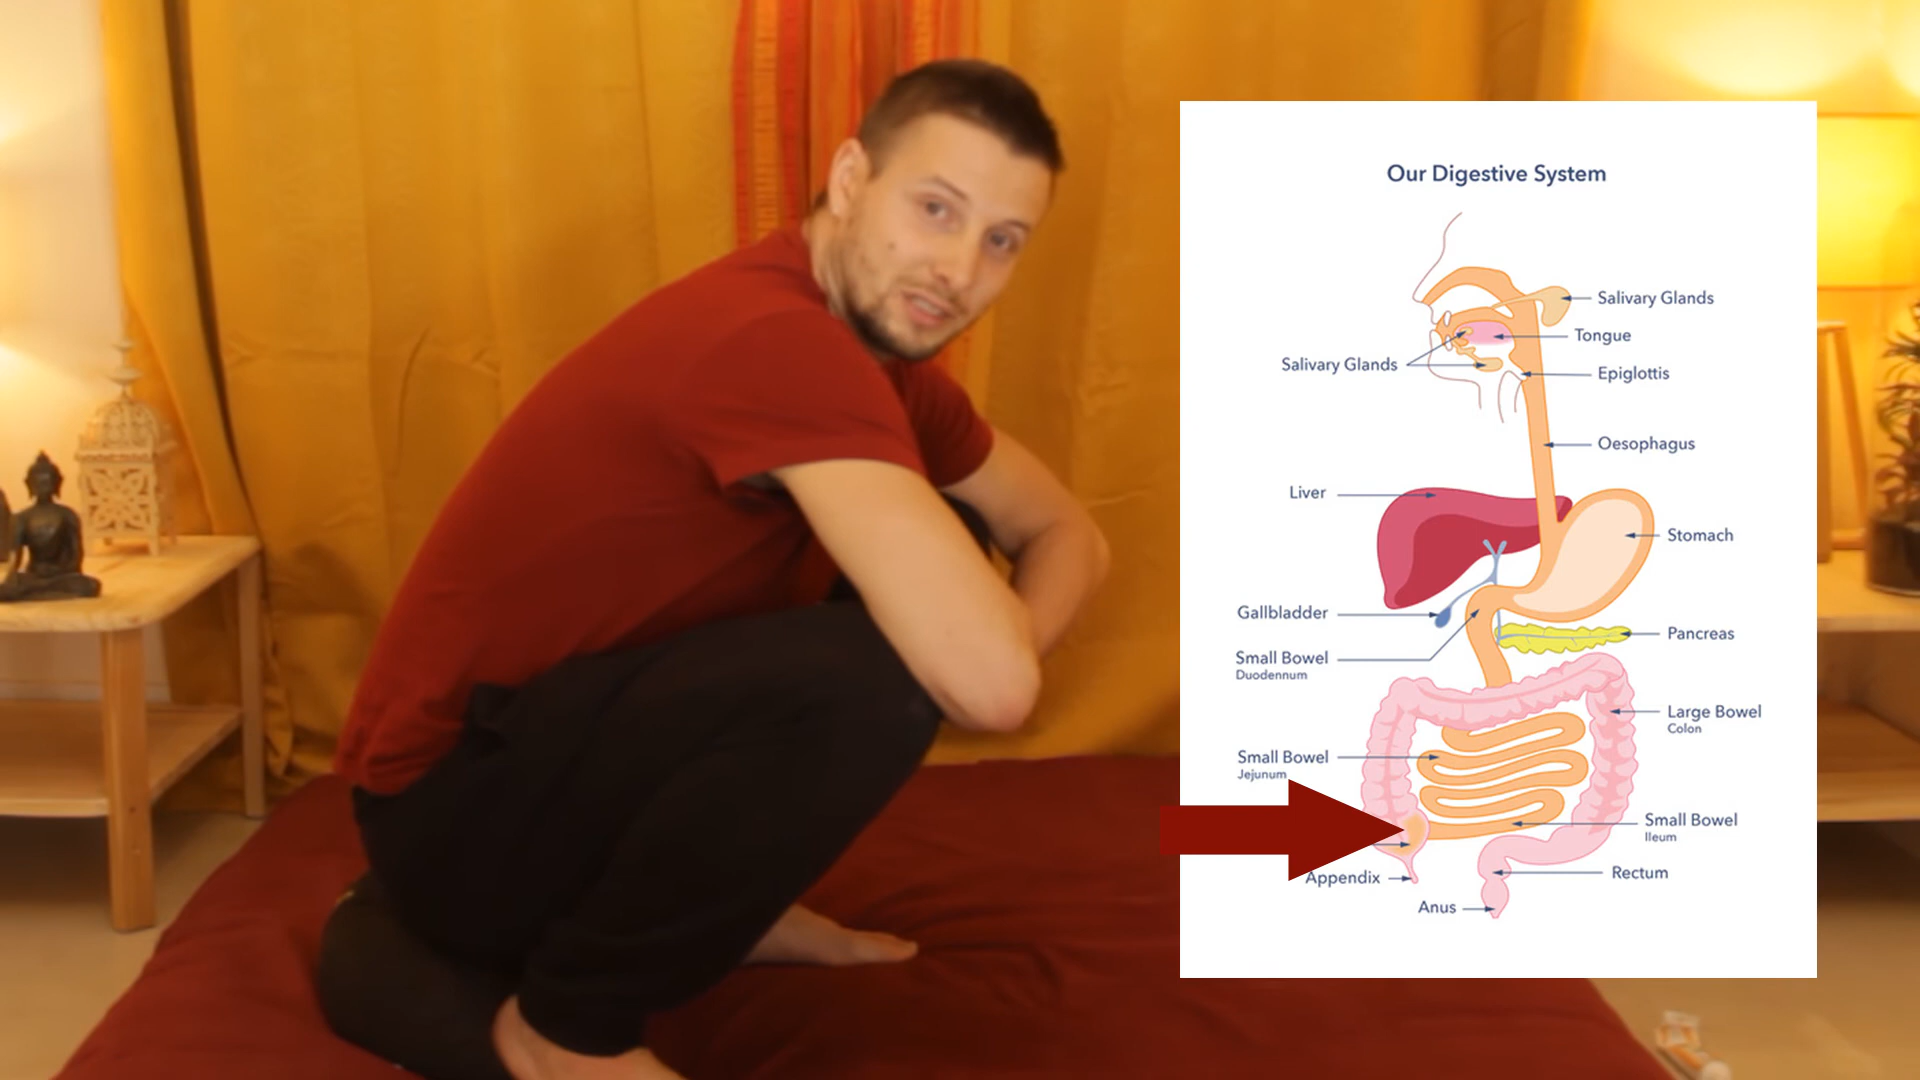 Our Digestive System
Salivary Glands
Tongue
Salivary Glands
Epiglottis
Oesophagus
Liver
Stomach
Gallbladder
Pancreas
Small Bowel
Duodennum
Large Bowel
Colon
Small Bowel
Jejunum
Small Bowel
Ileum
Rectum
Appendix
Anus